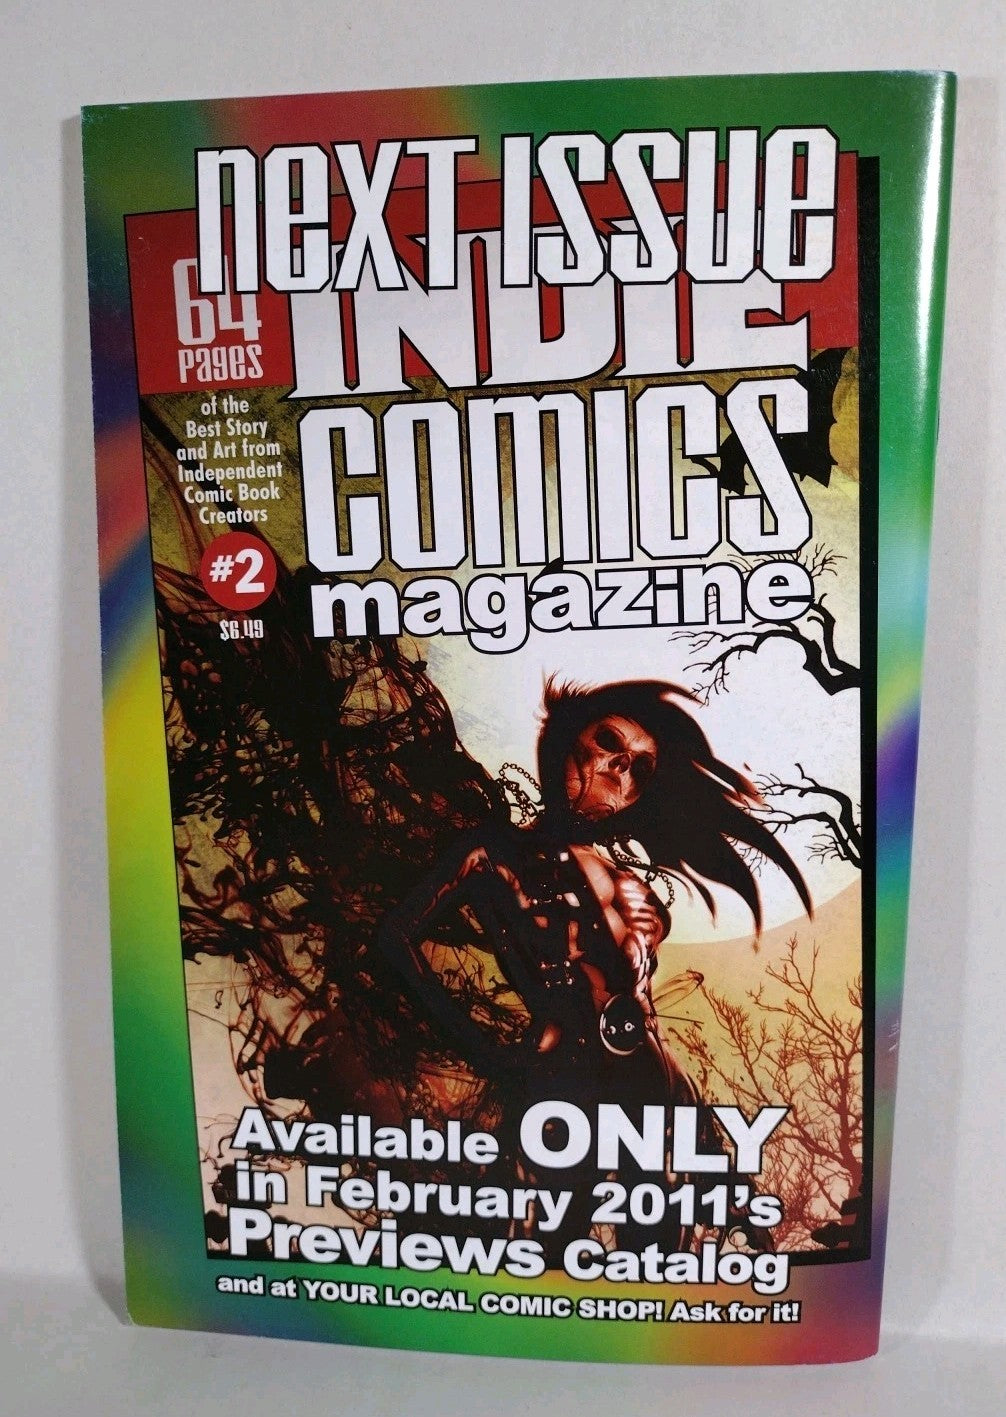 NEXT ISSUE
64
PAGES
INDIE
COMICS
magazine
of the
Best Story
and Art from
Independent
Comic Book
Creators
#2
$6.49
Available ONLY
in February 2011's
Previews Catalog
and at YOUR LOCAL COMIC SHOP! Ask for it!